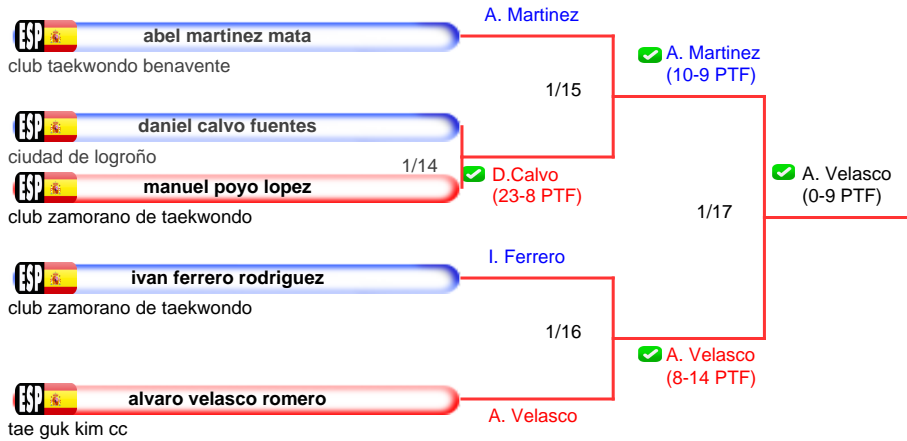 A. Martinez
ESP abel martinez mata
club taekwondo benavente
A. Martinez
(10-9 PTF)
1/15
ESP daniel calvo fuentes
ciudad de logroño
1/14
D.Calvo
(23-8 PTF)
ESP manuel poyo lopez
club zamorano de taekwondo
A. Velasco
(0-9 PTF)
1/17
I. Ferrero
ESP ivan ferrero rodriguez
club zamorano de taekwondo
1/16
A. Velasco
(8-14 PTF)
ESP alvaro velasco romero
A. Velasco
tae guk kim cc